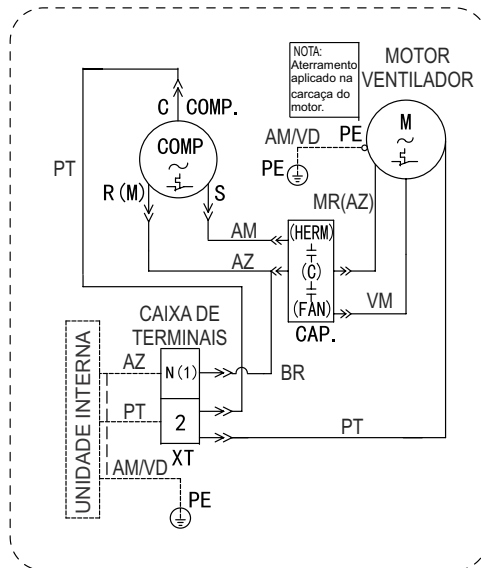 NOTA:
Aterramento
aplicado na
carcaça do
motor.
MOTOR
VENTILADOR
C COMP.
COMP
~
M
~
AM/VD PE
PE
PT
R(M)
S
MR(AZ)
AM
AZ
(HERM)
(C)
(FAN)
CAP.
VM
CAIXA DE
TERMINAIS
UNIDADE INTERNA
AZ
N(1)
BR
PT
2
PT
XT
AM/VD
PE